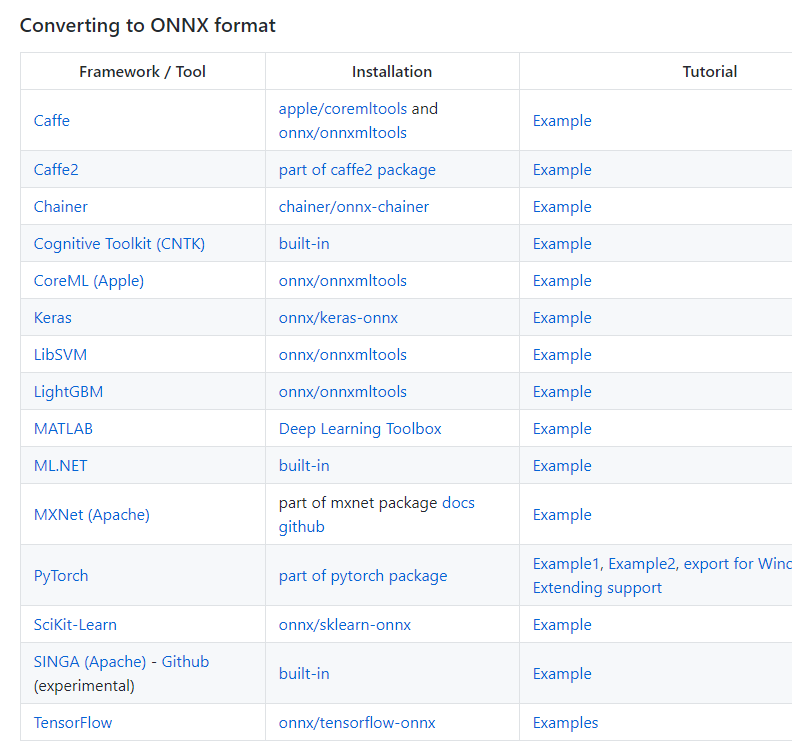 Converting to ONNX format
Framework / Tool Installation Tutorial
Caffe apple/coremltools and onnx/onnxmltools Example
Caffe2 part of caffe2 package Example
Chainer chainer/onnx-chainer Example
Cognitive Toolkit (CNTK) built-in Example
CoreML (Apple) onnx/onnxmltools Example
Keras onnx/keras-onnx Example
LibSVM onnx/onnxmltools Example
LightGBM onnx/onnxmltools Example
MATLAB Deep Learning Toolbox Example
ML.NET built-in Example
MXNet (Apache) part of mxnet package docs github Example
PyTorch part of pytorch package Example1, Example2, export for Extending support
SciKit-Learn onnx/sklearn-onnx Example
SINGA (Apache) - Github (experimental) built-in Example
TensorFlow onnx/tensorflow-onnx Examples